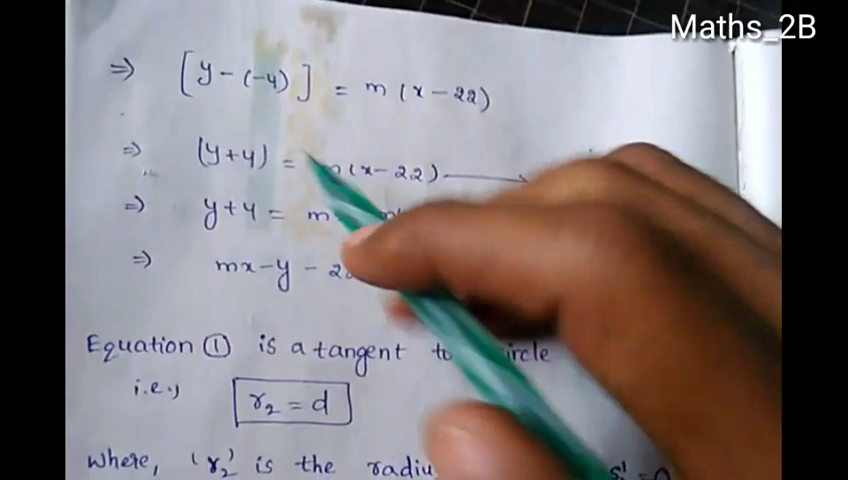 Maths_2B
⇒ [y-(-4)] = m(x-22)
⇒ (y+4) = m(x-22)
⇒ y+4 = m
⇒ mx-y-2
Equation ① is a tangent to circle
i.e., r₂ = d
Where, 'r₂' is the radiu S' = 0